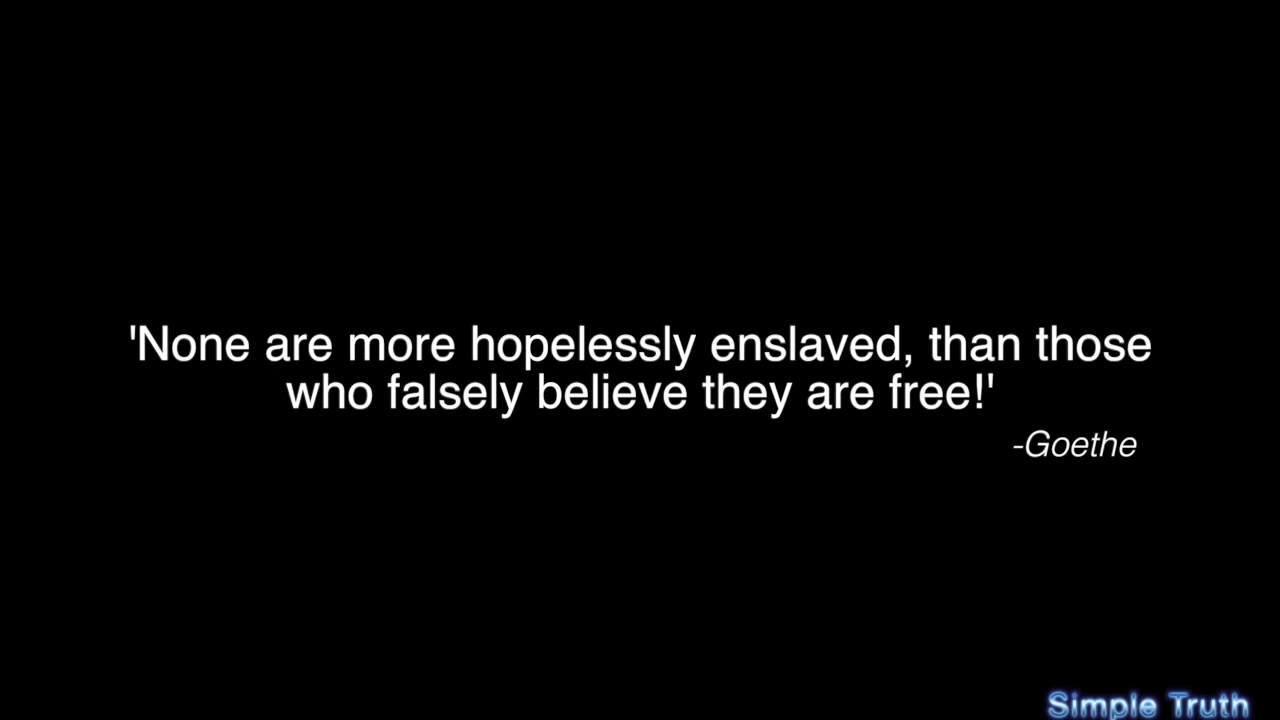 'None are more hopelessly enslaved, than those
who falsely believe they are free!'
-Goethe
Simple Truth